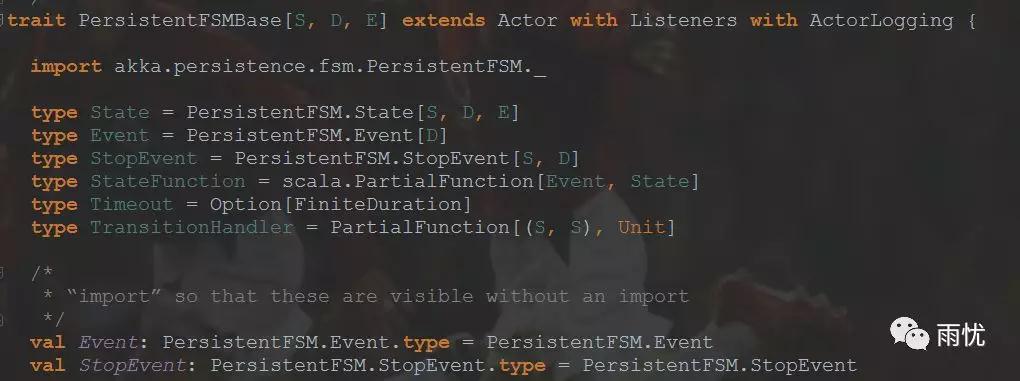 trait PersistentFSMBase[S, D, E] extends Actor with Listeners with ActorLogging {
import akka.persistence.fsm.PersistentFSM._
type State = PersistentFSM.State[S, D, E]
type Event = PersistentFSM.Event[D]
type StopEvent = PersistentFSM.StopEvent[S, D]
type StateFunction = scala.PartialFunction[Event, State]
type Timeout = Option[FiniteDuration]
type TransitionHandler = PartialFunction[(S, S), Unit]
/*
* “import” so that these are visible without an import
*/
val Event: PersistentFSM.Event.type = PersistentFSM.Event
val StopEvent: PersistentFSM.StopEvent.type = PersistentFSM.StopEvent
雨忧